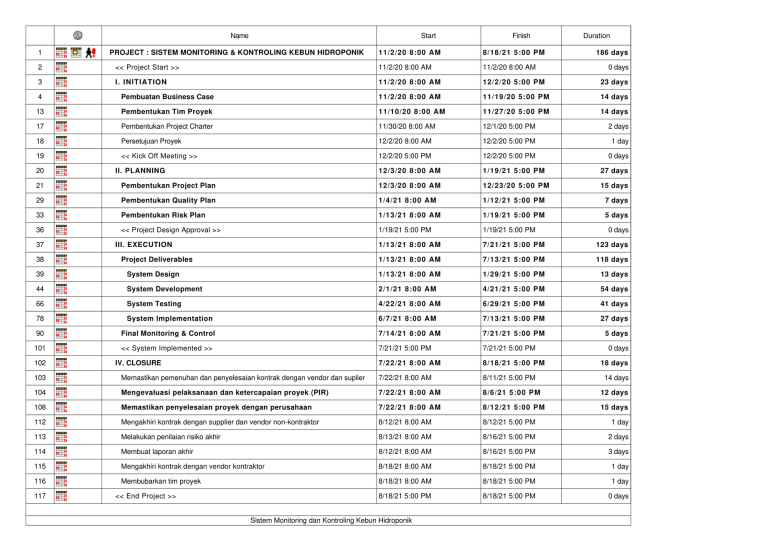 Name Start Finish Duration
1 PROJECT : SISTEM MONITORING & KONTROLING KEBUN HIDROPONIK 11/2/20 8:00 AM 8/18/21 5:00 PM 186 days
2 << Project Start >> 11/2/20 8:00 AM 11/2/20 8:00 AM 0 days
3 I. INITIATION 11/2/20 8:00 AM 12/2/20 5:00 PM 23 days
4 Pembuatan Business Case 11/2/20 8:00 AM 11/19/20 5:00 PM 14 days
13 Pembentukan Tim Proyek 11/10/20 8:00 AM 11/27/20 5:00 PM 14 days
17 Pembentukan Project Charter 11/30/20 8:00 AM 12/1/20 5:00 PM 2 days
18 Persetujuan Proyek 12/2/20 8:00 AM 12/2/20 5:00 PM 1 day
19 << Kick Off Meeting >> 12/2/20 5:00 PM 12/2/20 5:00 PM 0 days
20 II. PLANNING 12/3/20 8:00 AM 1/19/21 5:00 PM 27 days
21 Pembentukan Project Plan 12/3/20 8:00 AM 12/23/20 5:00 PM 15 days
29 Pembentukan Quality Plan 1/4/21 8:00 AM 1/12/21 5:00 PM 7 days
33 Pembentukan Risk Plan 1/13/21 8:00 AM 1/19/21 5:00 PM 5 days
36 << Project Design Approval >> 1/19/21 5:00 PM 1/19/21 5:00 PM 0 days
37 III. EXECUTION 1/13/21 8:00 AM 7/21/21 5:00 PM 123 days
38 Project Deliverables 1/13/21 8:00 AM 7/13/21 5:00 PM 118 days
39 System Design 1/13/21 8:00 AM 1/29/21 5:00 PM 13 days
44 System Development 2/1/21 8:00 AM 4/21/21 5:00 PM 54 days
66 System Testing 4/22/21 8:00 AM 6/29/21 5:00 PM 41 days
78 System Implementation 6/7/21 8:00 AM 7/13/21 5:00 PM 27 days
90 Final Monitoring & Control 7/14/21 8:00 AM 7/21/21 5:00 PM 5 days
101 << System Implemented >> 7/21/21 5:00 PM 7/21/21 5:00 PM 0 days
102 IV. CLOSURE 7/22/21 8:00 AM 8/18/21 5:00 PM 18 days
103 Memastikan pemenuhan dan penyelesaian kontrak dengan vendor dan suplier 7/22/21 8:00 AM 8/11/21 5:00 PM 14 days
104 Mengevaluasi pelaksanaan dan ketercapaian proyek (PIR) 7/22/21 8:00 AM 8/6/21 5:00 PM 12 days
108 Memastikan penyelesaian proyek dengan perusahaan 7/22/21 8:00 AM 8/12/21 5:00 PM 15 days
112 Mengakhiri kontrak dengan supplier dan vendor non-kontraktor 8/12/21 8:00 AM 8/12/21 5:00 PM 1 day
113 Melakukan penilaian risiko akhir 8/13/21 8:00 AM 8/16/21 5:00 PM 2 days
114 Membuat laporan akhir 8/12/21 8:00 AM 8/16/21 5:00 PM 3 days
115 Mengakhiri kontrak dengan vendor kontraktor 8/18/21 8:00 AM 8/18/21 5:00 PM 1 day
116 Membubarkan tim proyek 8/18/21 8:00 AM 8/18/21 5:00 PM 1 day
117 << End Project >> 8/18/21 5:00 PM 8/18/21 5:00 PM 0 days
Sistem Monitoring dan Kontroling Kebun Hidroponik